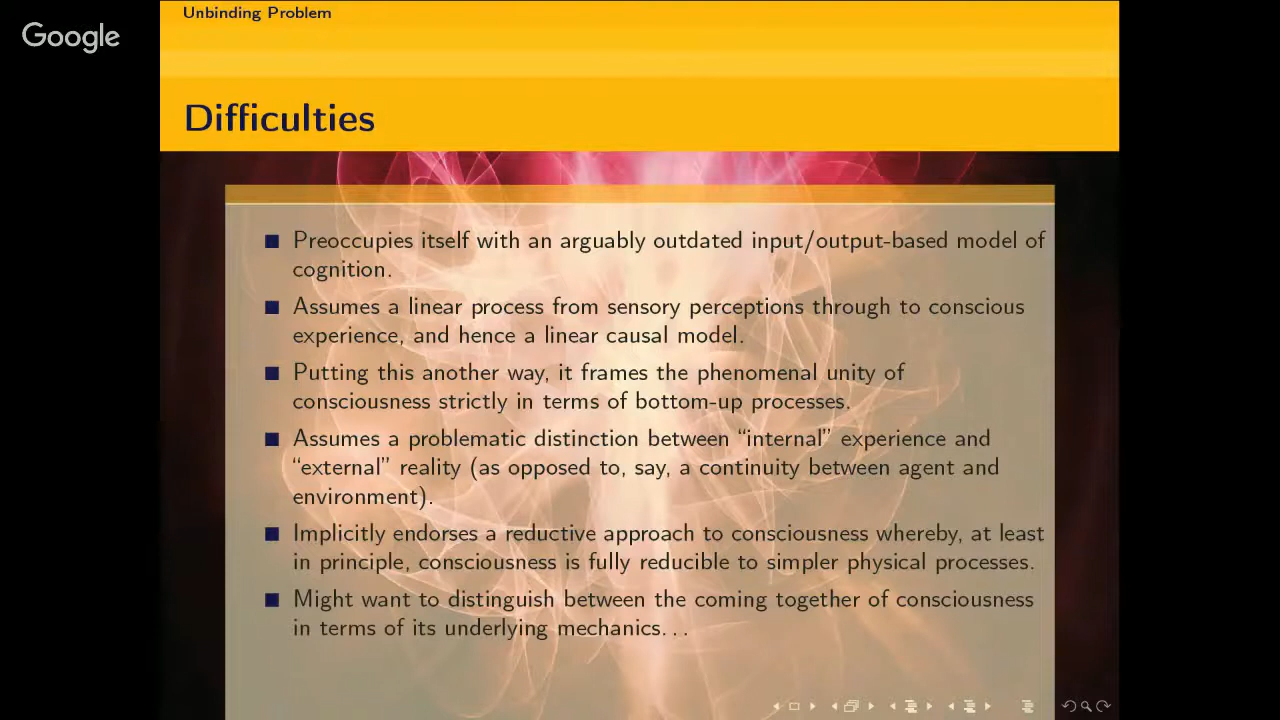 Unbinding Problem
Google
Difficulties
Preoccupies itself with an arguably outdated input/output-based model of
cognition.
Assumes a linear process from sensory perceptions through to conscious
experience, and hence a linear causal model.
Putting this another way, it frames the phenomenal unity of
consciousness strictly in terms of bottom-up processes.
Assumes a problematic distinction between “internal” experience and
“external” reality (as opposed to, say, a continuity between agent and
environment).
Implicitly endorses a reductive approach to consciousness whereby, at least
in principle, consciousness is fully reducible to simpler physical processes.
Might want to distinguish between the coming together of consciousness
in terms of its underlying mechanics...